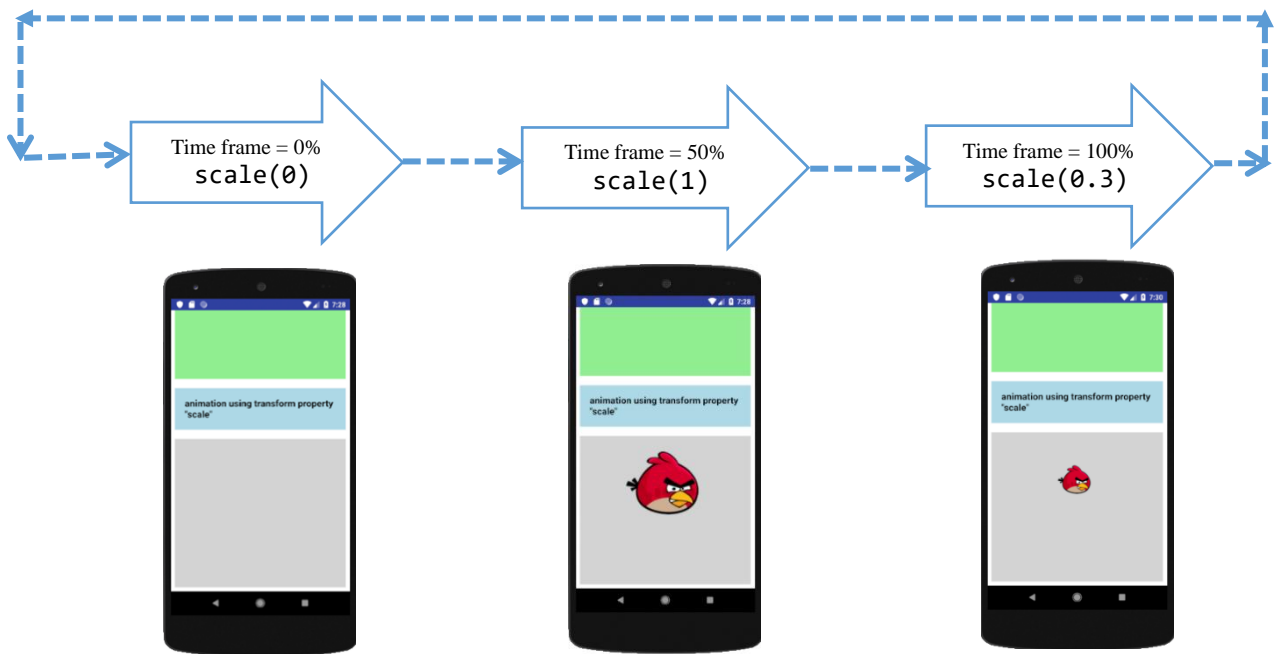 Time frame = 0%
scale(0)
Time frame = 50%
scale(1)
Time frame = 100%
scale(0.3)
7:28
animation using transform property
"scale"
7:28
animation using transform property
"scale"
7:30
animation using transform property
"scale"